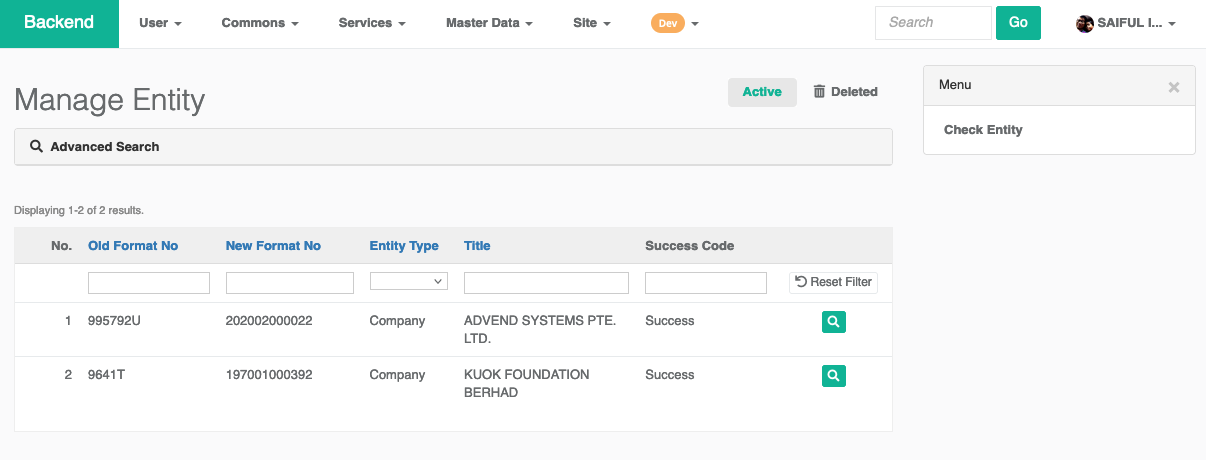 Backend
User
Commons
Services
Master Data
Site
Dev
Search
Go
SAIFUL I...
Manage Entity
Active
Deleted
Menu
×
Check Entity
Advanced Search
Displaying 1-2 of 2 results.
No. Old Format No New Format No Entity Type Title Success Code
Reset Filter
1 995792U 202002000022 Company ADVEND SYSTEMS PTE. Success
LTD.
2 9641T 197001000392 Company KUOK FOUNDATION Success
BERHAD